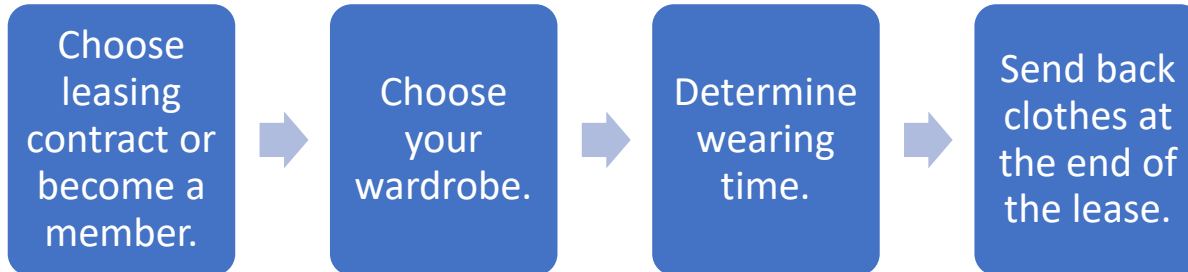 Choose
leasing
contract or
become a
member.
Choose
your
wardrobe.
Determine
wearing
time.
Send back
clothes at
the end of
the lease.